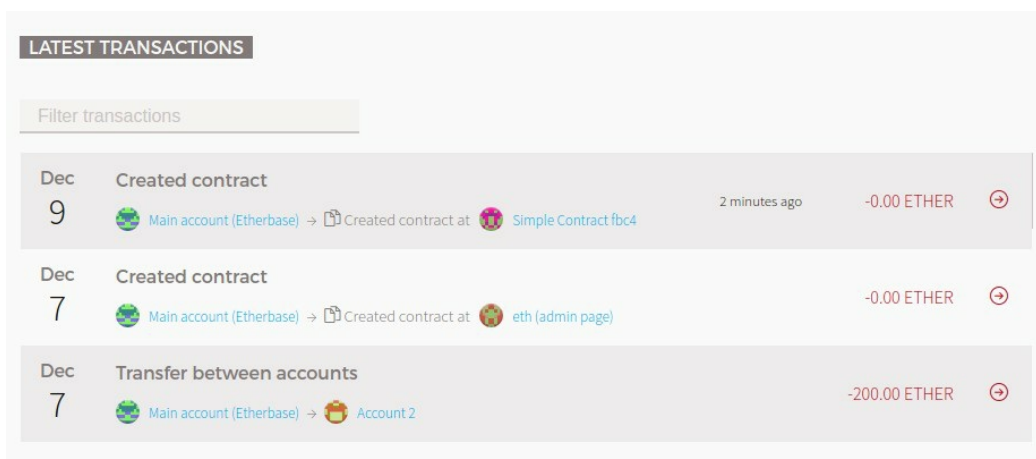 LATEST TRANSACTIONS
Filter transactions
Dec
9
Created contract
Main account (Etherbase) → Created contract at Simple Contract fbc4
2 minutes ago
-0.00 ETHER
Dec
7
Created contract
Main account (Etherbase) → Created contract at eth (admin page)
-0.00 ETHER
Dec
7
Transfer between accounts
Main account (Etherbase) → Account 2
-200.00 ETHER